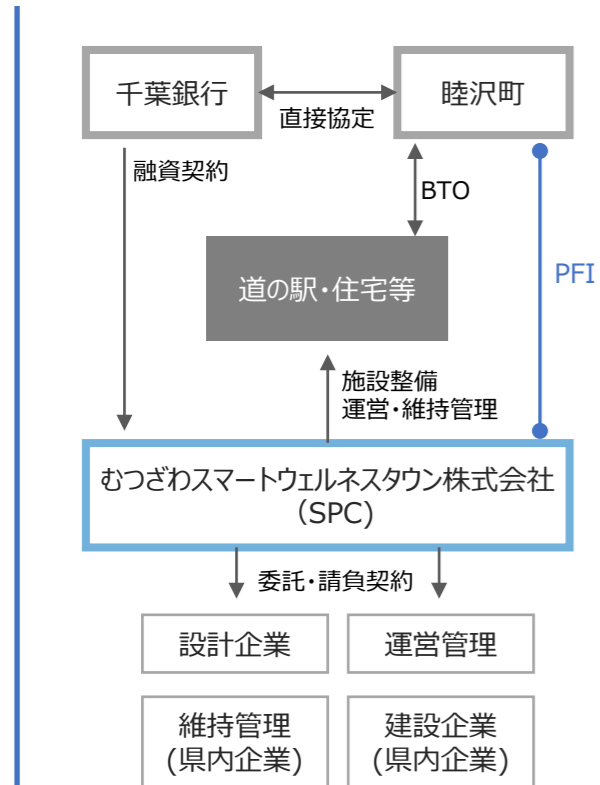 千葉銀行
睦沢町
直接協定
融資契約
BTO
道の駅・住宅等
PFI
施設整備
運営・維持管理
むつざわスマートウェルネスタウン株式会社
（SPC)
委託・請負契約
設計企業
運営管理
維持管理
(県内企業)
建設企業
(県内企業)